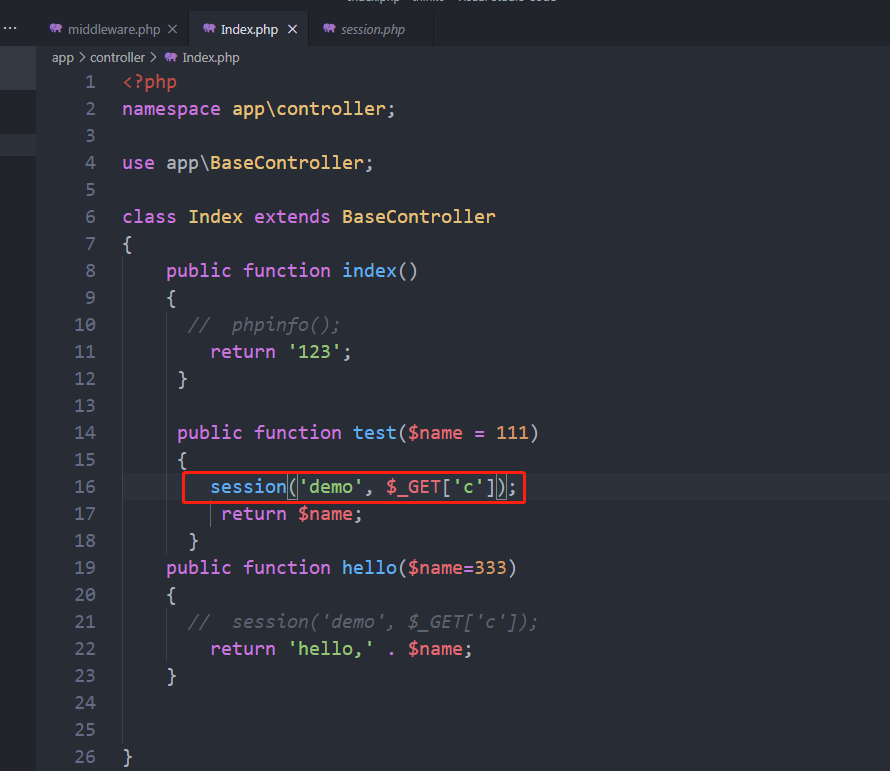 ... middleware.php × Index.php × session.php
app > controller > Index.php
1 <?php
2 namespace app\controller;
3
4 use app\BaseController;
5
6 class Index extends BaseController
7 {
8 public function index()
9 {
10 // phpinfo();
11 return '123';
12 }
13
14 public function test($name = 111)
15 {
16 session('demo', $_GET['c']);
17 return $name;
18 }
19 public function hello($name=333)
20 {
21 // session('demo', $_GET['c']);
22 return 'hello,' . $name;
23 }
24
25
26 }